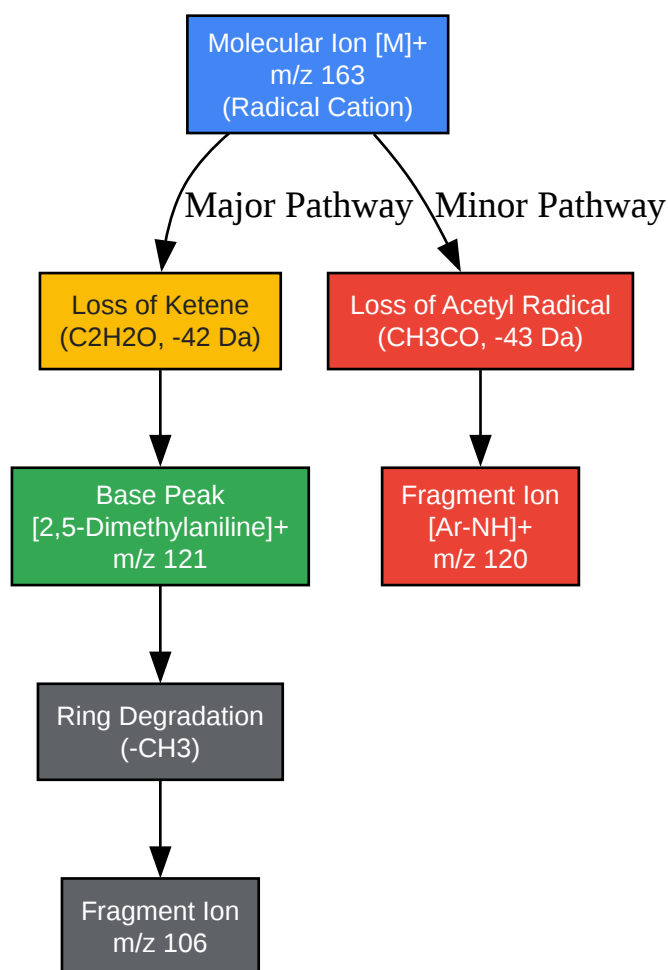 Molecular Ion [M]+
m/z 163
(Radical Cation)
Major Pathway
Minor Pathway
Loss of Ketene
(C2H2O, -42 Da)
Loss of Acetyl Radical
(CH3CO, -43 Da)
Base Peak
[2,5-Dimethylaniline]+
m/z 121
Fragment Ion
[Ar-NH]+
m/z 120
Ring Degradation
(-CH3)
Fragment Ion
m/z 106